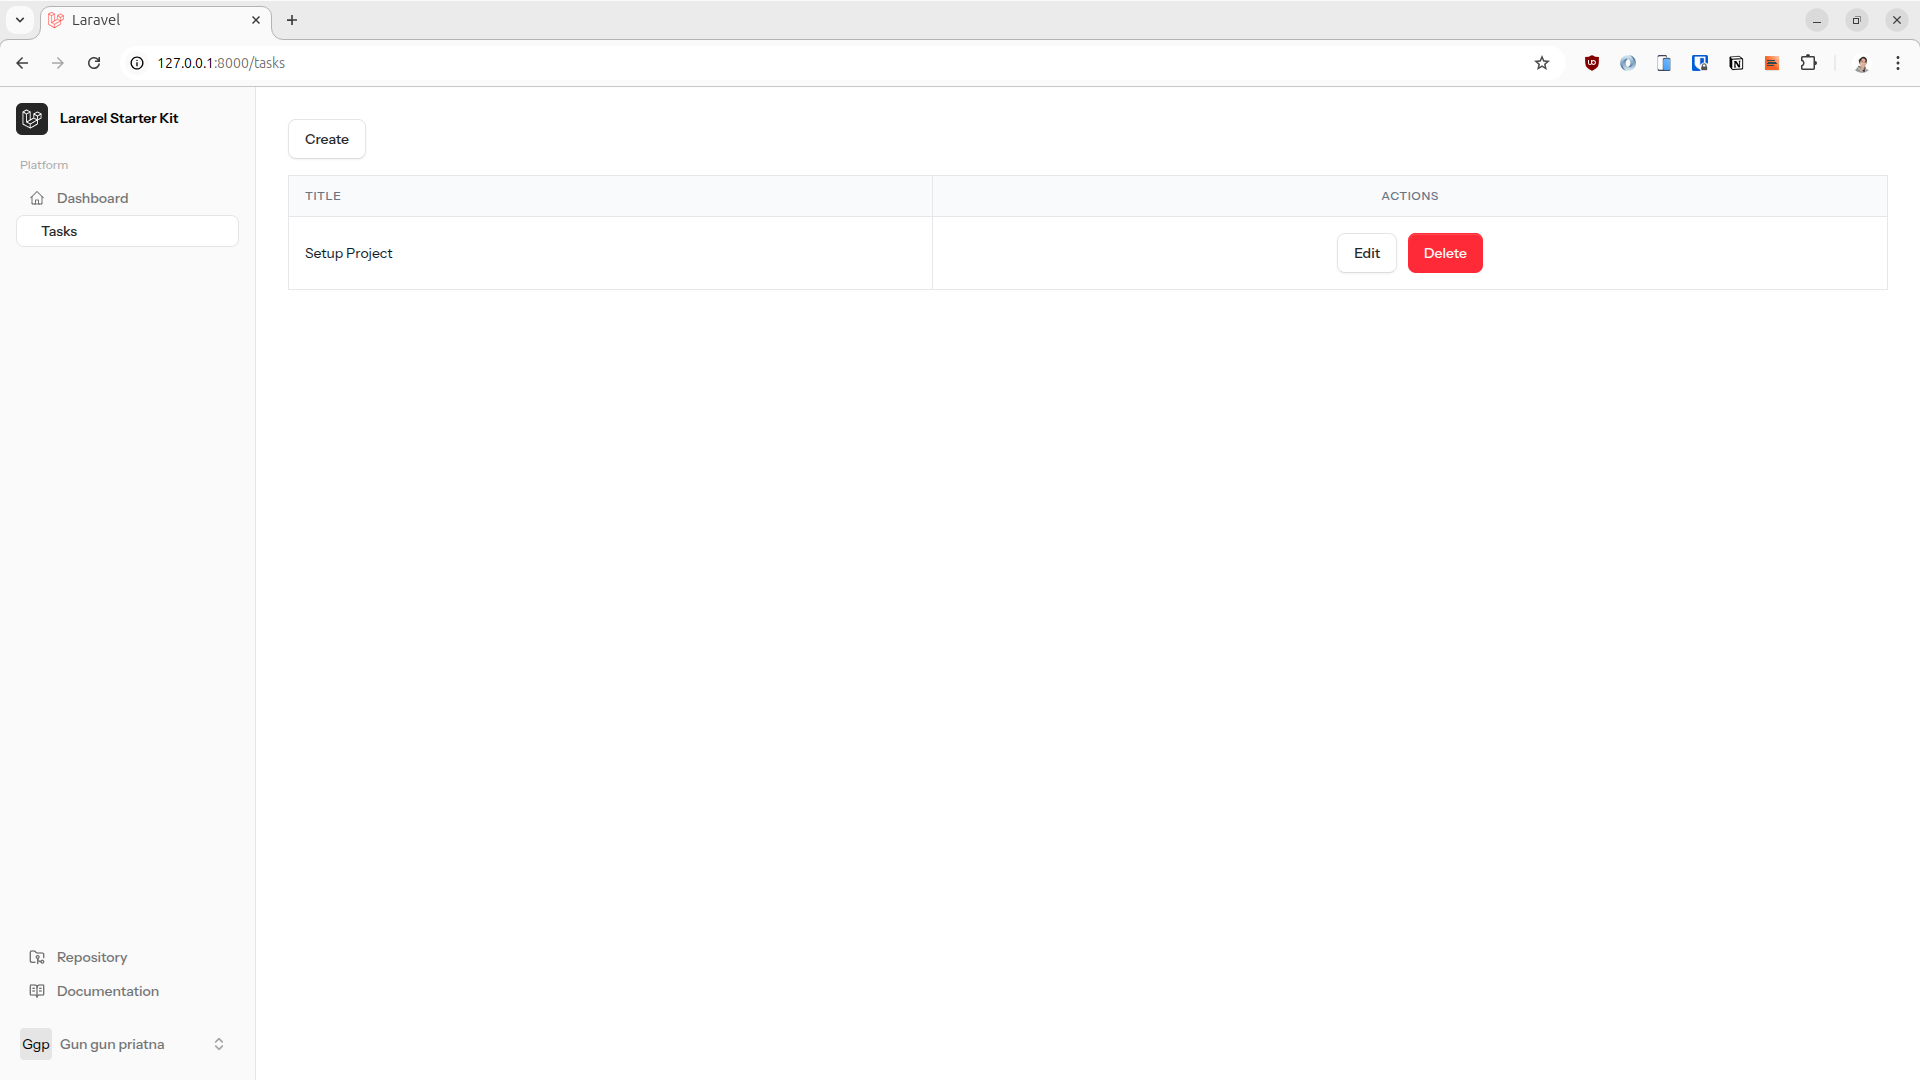 Laravel
127.0.0.1:8000/tasks
Laravel Starter Kit
Platform
Dashboard
Tasks
Create
TITLE
ACTIONS
Setup Project
Edit
Delete
Repository
Documentation
Ggp
Gun gun priatna